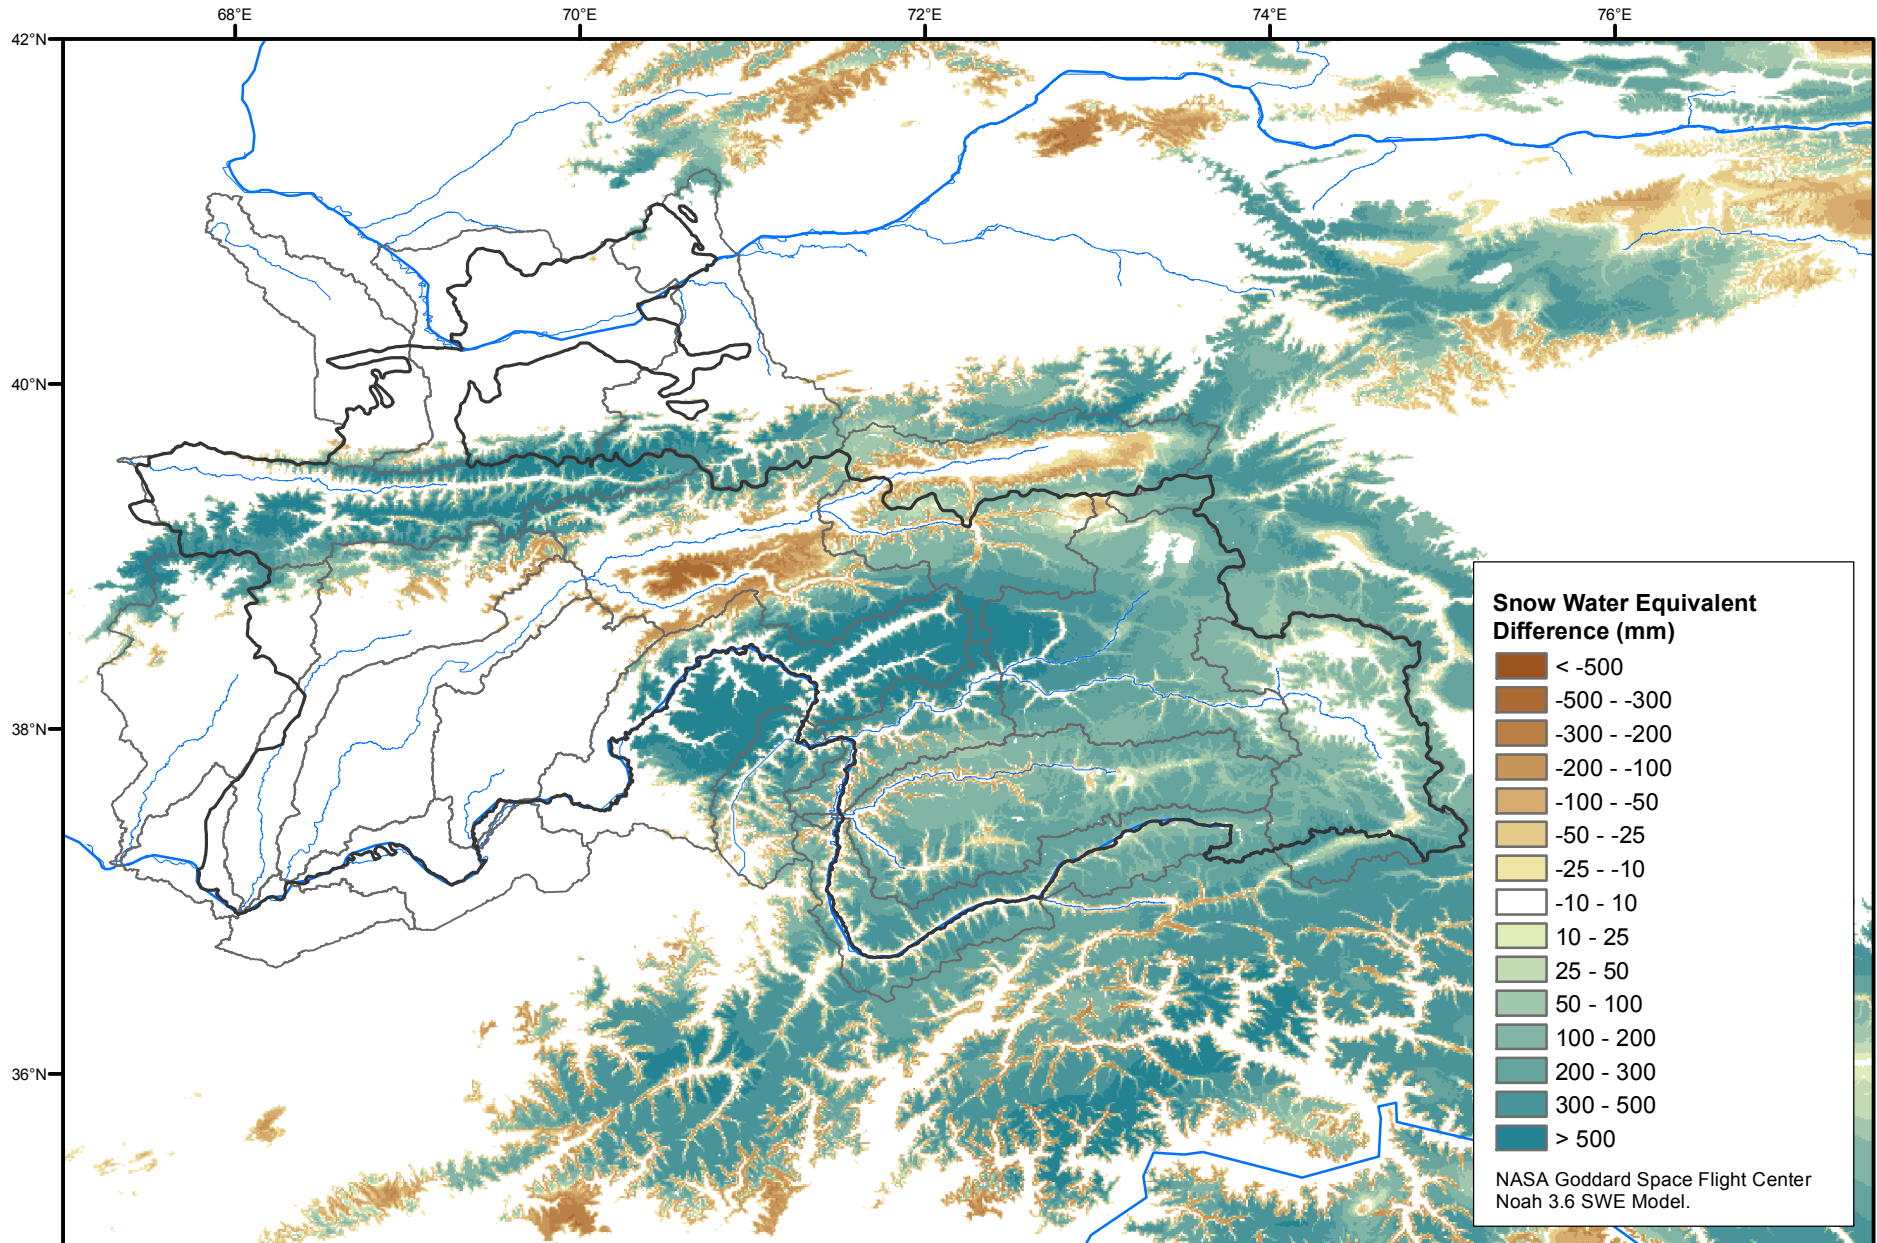 68°E 70°E 72°E 74°E 76°E
42°N
40°N
38°N
36°N
Snow Water Equivalent
Difference (mm)
< -500
-500 - -300
-300 - -200
-200 - -100
-100 - -50
-50 - -25
-25 - -10
-10 - 10
10 - 25
25 - 50
50 - 100
100 - 200
200 - 300
300 - 500
> 500
NASA Goddard Space Flight Center
Noah 3.6 SWE Model.